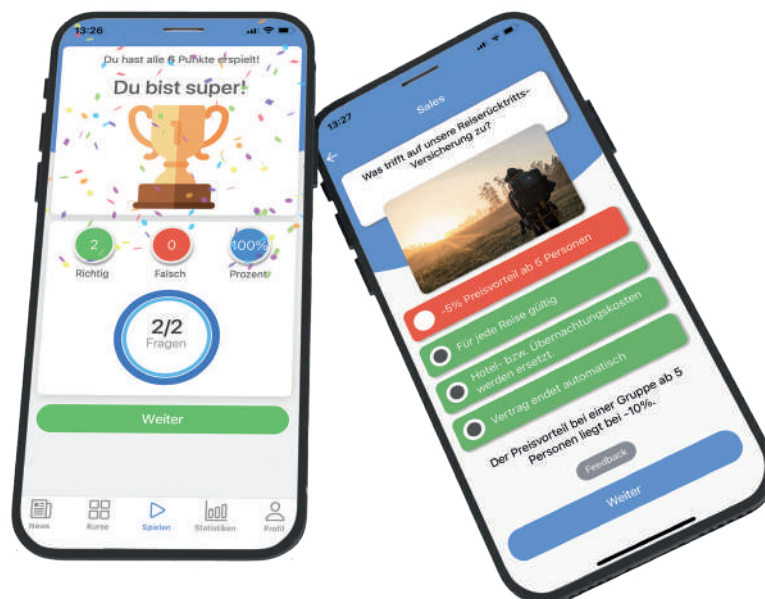 13:26
Du hast alle 6 Punkte erspielt!
Du bist super!
2
0
100%
Richtig
Falsch
Prozent
2/2
Fragen
Weiter
News
Kurse
Spielen
Statistiken
Profil
13:27
Sales
Was trifft auf unsere Reiserücktritts-
Versicherung zu?
-5% Preisvorteil ab 5 Personen
Für jede Reise gültig
Hotel- bzw. Übernachtungskosten
werden ersetzt.
Vertrag endet automatisch
Der Preisvorteil bei einer Gruppe ab 5
Personen liegt bei -10%.
Feedback
Weiter